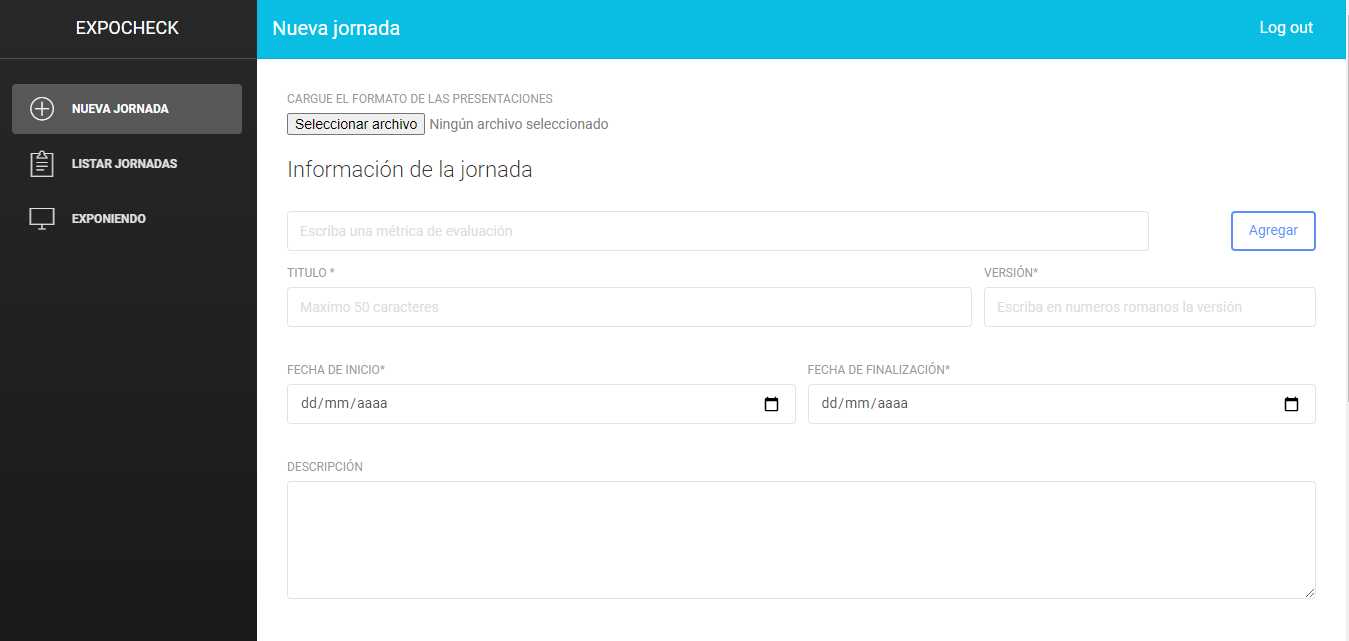 EXPOCHECK
Nueva jornada
Log out
NUEVA JORNADA
LISTAR JORNADAS
EXPONIENDO
CARGUE EL FORMATO DE LAS PRESENTACIONES
Seleccionar archivo Ningún archivo seleccionado
Información de la jornada
Escriba una métrica de evaluación
Agregar
TITULO * VERSIÓN*
Maximo 50 caracteres Escriba en numeros romanos la versión
FECHA DE INICIO* FECHA DE FINALIZACIÓN*
dd/mm/aaaa dd/mm/aaaa
DESCRIPCIÓN